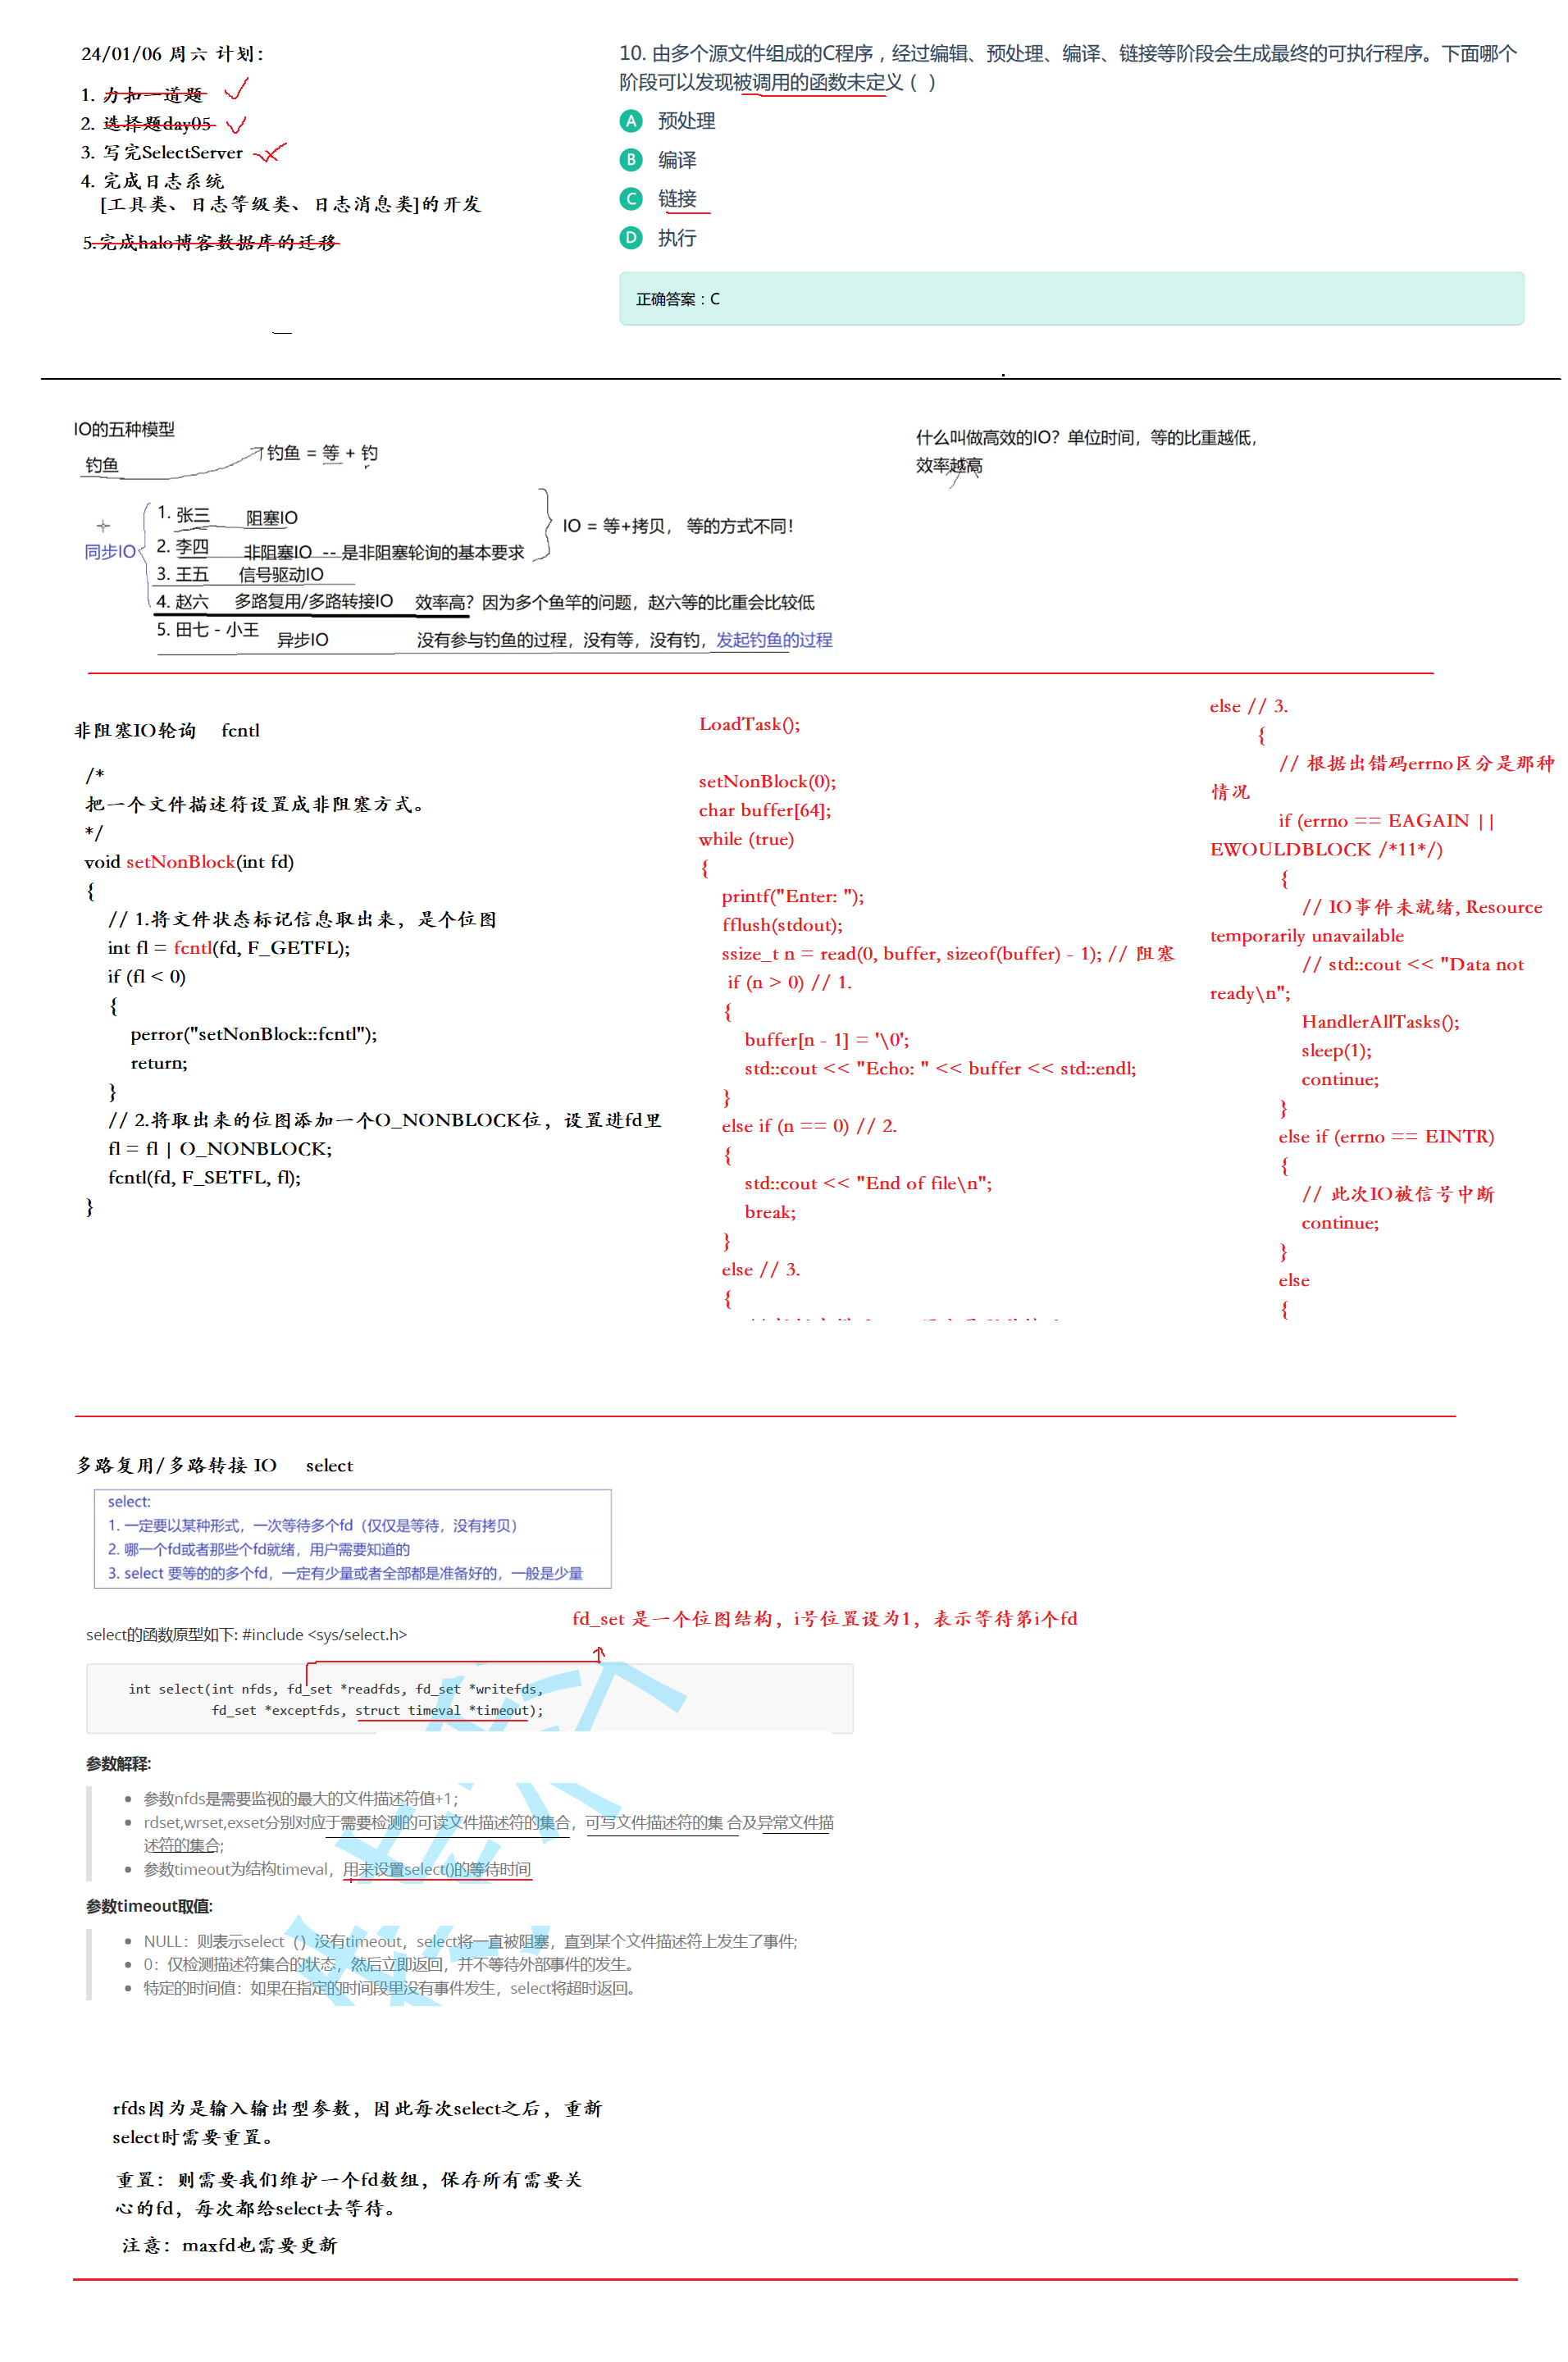 24/01/06 周六 计划：
1. 力扣一道题
2. 选择题day05
3. 写完SelectServer
4. 完成日志系统
[工具类、日志等级类、日志消息类]的开发
5.完成halo博客数据库的迁移
10. 由多个源文件组成的C程序，经过编辑、预处理、编译、链接等阶段会生成最终的可执行程序。下面哪个
阶段可以发现被调用的函数未定义（ ）
A 预处理
B 编译
C 链接
D 执行
正确答案：C
IO的五种模型
钓鱼
钓鱼 = 等 + 钓
什么叫做高效的IO？单位时间，等的比重越低，
效率越高
同步IO
1. 张三 阻塞IO
2. 李四 非阻塞IO -- 是非阻塞轮询的基本要求
IO = 等+拷贝， 等的方式不同！
3. 王五 信号驱动IO
4. 赵六 多路复用/多路转接IO 效率高？因为多个鱼竿的问题，赵六等的比重会比较低
5. 田七 - 小王 异步IO 没有参与钓鱼的过程，没有等，没有钓，发起钓鱼的过程
非阻塞IO轮询 fcntl
/*
把一个文件描述符设置成非阻塞方式。
*/
void setNonBlock(int fd)
{
// 1.将文件状态标记信息取出来，是个位图
int fl = fcntl(fd, F_GETFL);
if (fl < 0)
{
perror("setNonBlock::fcntl");
return;
}
// 2.将取出来的位图添加一个O_NONBLOCK位，设置进fd里
fl = fl | O_NONBLOCK;
fcntl(fd, F_SETFL, fl);
}
LoadTask();
setNonBlock(0);
char buffer[64];
while (true)
{
printf("Enter: ");
fflush(stdout);
ssize_t n = read(0, buffer, sizeof(buffer) - 1); // 阻塞
if (n > 0) // 1.
{
buffer[n - 1] = '\0';
std::cout << "Echo: " << buffer << std::endl;
}
else if (n == 0) // 2.
{
std::cout << "End of file\n";
break;
}
else // 3.
{
else // 3.
{
// 根据出错码errno区分是那种
情况
if (errno == EAGAIN ||
EWOULDBLOCK /*11*/)
{
// IO事件未就绪, Resource
temporarily unavailable
// std::cout << "Data not
ready\n";
HandlerAllTasks();
sleep(1);
continue;
}
else if (errno == EINTR)
{
// 此次IO被信号中断
continue;
}
else
{
多路复用/多路转接 IO select
select:
1. 一定要以某种形式，一次等待多个fd（仅仅是等待，没有拷贝）
2. 哪一个fd或者那些个fd就绪，用户需要知道的
3. select 要等的的多个fd，一定有少量或者全部都是准备好的，一般是少量
fd_set 是一个位图结构，i号位置设为1，表示等待第i个fd
select的函数原型如下: #include <sys/select.h>
int select(int nfds, fd_set *readfds, fd_set *writefds,
fd_set *exceptfds, struct timeval *timeout);
参数解释:
• 参数nfds是需要监视的最大的文件描述符值+1；
• rdset,wrset,exset分别对应于需要检测的可读文件描述符的集合，可写文件描述符的集 合及异常文件描
述符的集合;
• 参数timeout为结构timeval，用来设置select()的等待时间
参数timeout取值:
• NULL：则表示select（）没有timeout，select将一直被阻塞，直到某个文件描述符上发生了事件;
• 0：仅检测描述符集合的状态，然后立即返回，并不等待外部事件的发生。
• 特定的时间值：如果在指定的时间段里没有事件发生，select将超时返回。
rfds因为是输入输出型参数，因此每次select之后，重新
select时需要重置。
重置：则需要我们维护一个fd数组，保存所有需要关
心的fd，每次都给select去等待。
注意：maxfd也需要更新